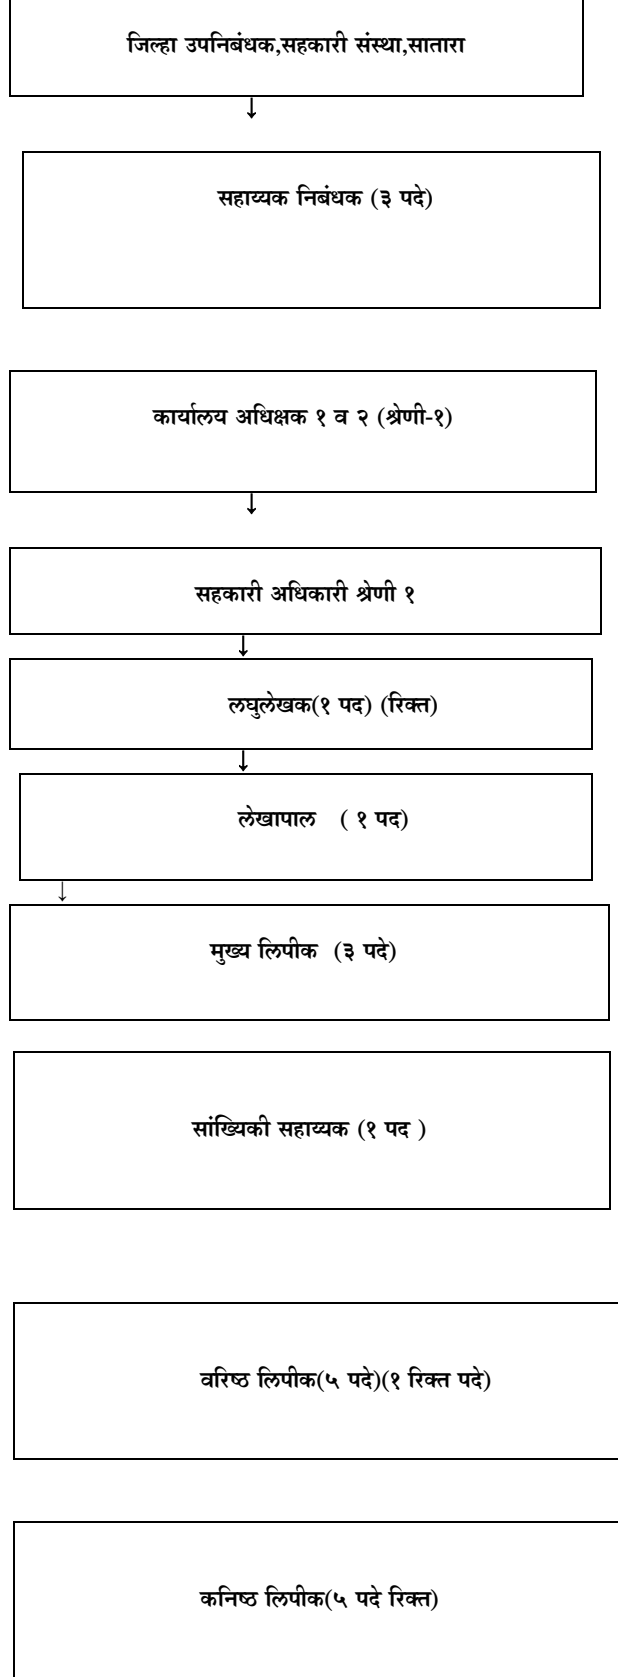 जिल्हा उपनिबंधक,सहकारी संस्था,सातारा
↓
सहाय्यक निबंधक (३ पदे)
कार्यालय अधिक्षक १ व २ (श्रेणी-१)
↓
सहकारी अधिकारी श्रेणी १
↓
लघुलेखक(१ पद) (रिक्त)
↓
लेखापाल ( १ पद)
↓
मुख्य लिपीक (३ पदे)
सांख्यिकी सहाय्यक (१ पद )
वरिष्ठ लिपीक(५ पदे)(१ रिक्त पदे)
कनिष्ठ लिपीक(५ पदे रिक्त)